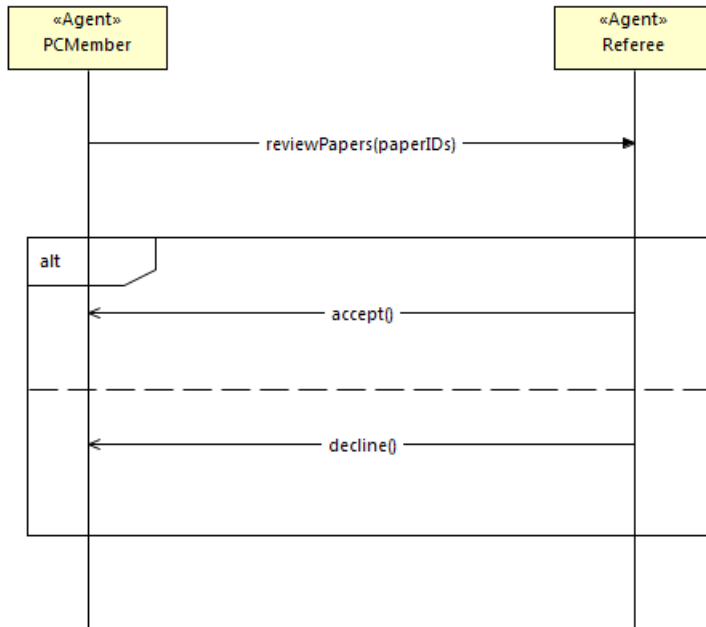 «Agent»
PCMember
«Agent»
Referee
reviewPapers(paperIDs)
alt
accept()
decline()